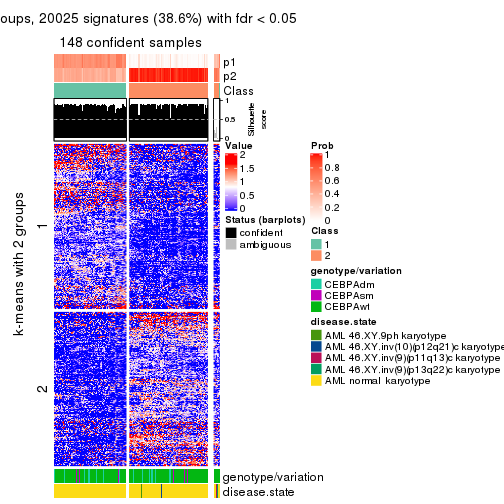 oups, 20025 signatures (38.6%) with fdr < 0.05
148 confident samples
p1
p2
Class
1
0.5
0
Silhouette
score
k-means with 2 groups
1
2
Value
1
0.5
0
Status (barplots)
confident
ambiguous
Prob
1
0.8
0.6
0.4
0.2
0
Class
1
2
genotype/variation
CEBPAdm
CEBPAsm
CEBPAwt
disease.state
AML 46.XY.9ph karyotype
AML 46.XY.inv(10)(p12q21)c karyotype
AML 46.XY.inv(9)(p11q13)c karyotype
AML 46.XY.inv(9)(p13q22)c karyotype
AML normal karyotype
genotype/variation
disease.state